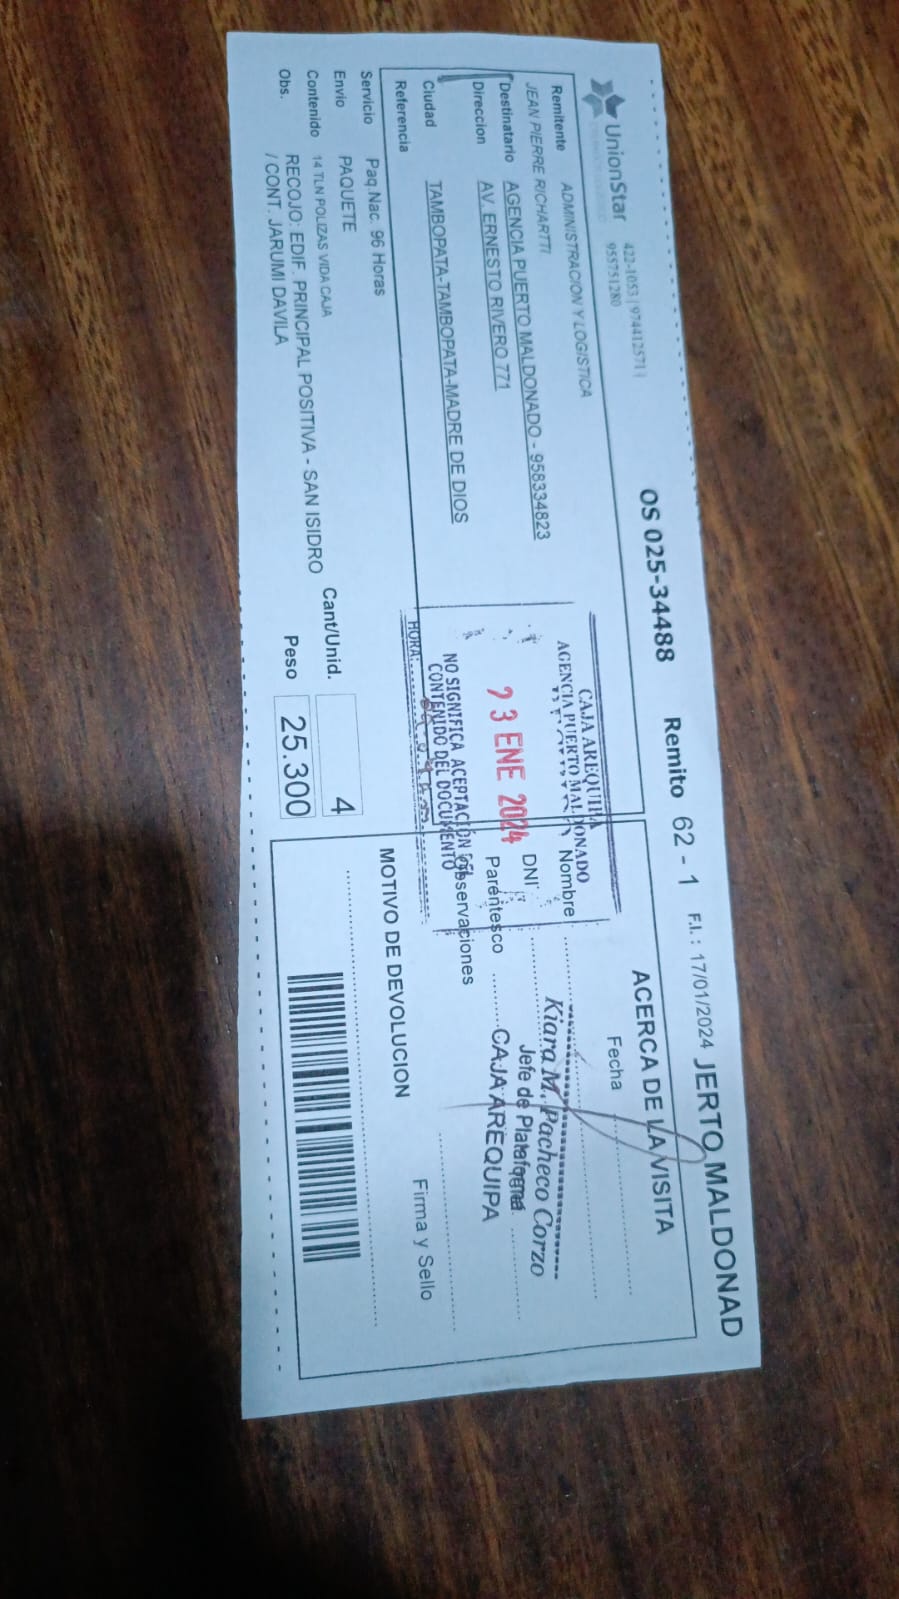 UnionStar
422-1053 | 974412571 |
955751280
OS 025-34488 Remito 62 - 1 F.I. : 17/01/2024 JERTO MALDONAD
Remitente ADMINISTRACION Y LOGISTICA
JEAN PIERRE RICHARTTI
Destinatario AGENCIA PUERTO MALDONADO - 958334823
Direccion AV. ERNESTO RIVERO 771
Ciudad TAMBOPATA-TAMBOPATA-MADRE DE DIOS
Referencia
Servicio Paq.Nac. 96 Horas
Envio PAQUETE
Contenido 14 TLN POLIZAS VIDA CAJA
Obs. RECOJO: EDIF. PRINCIPAL POSITIVA - SAN ISIDRO
/ CONT. JARUMI DAVILA
Cant/Unid. 4
Peso 25.300
CAJA AREQUIPA
AGENCIA PUERTO MALDONADO
23 ENE 2024
NO SIGNIFICA ACEPTACIÓN DEL
CONTENIDO DEL DOCUMENTO
HORA:
ACERCA DE LA VISITA
Fecha
Nombre
DNI
Parentesco
Observaciones
Kiara M. Pacheco Corzo
Jefe de Plataforma
CAJA AREQUIPA
Firma y Sello
MOTIVO DE DEVOLUCION